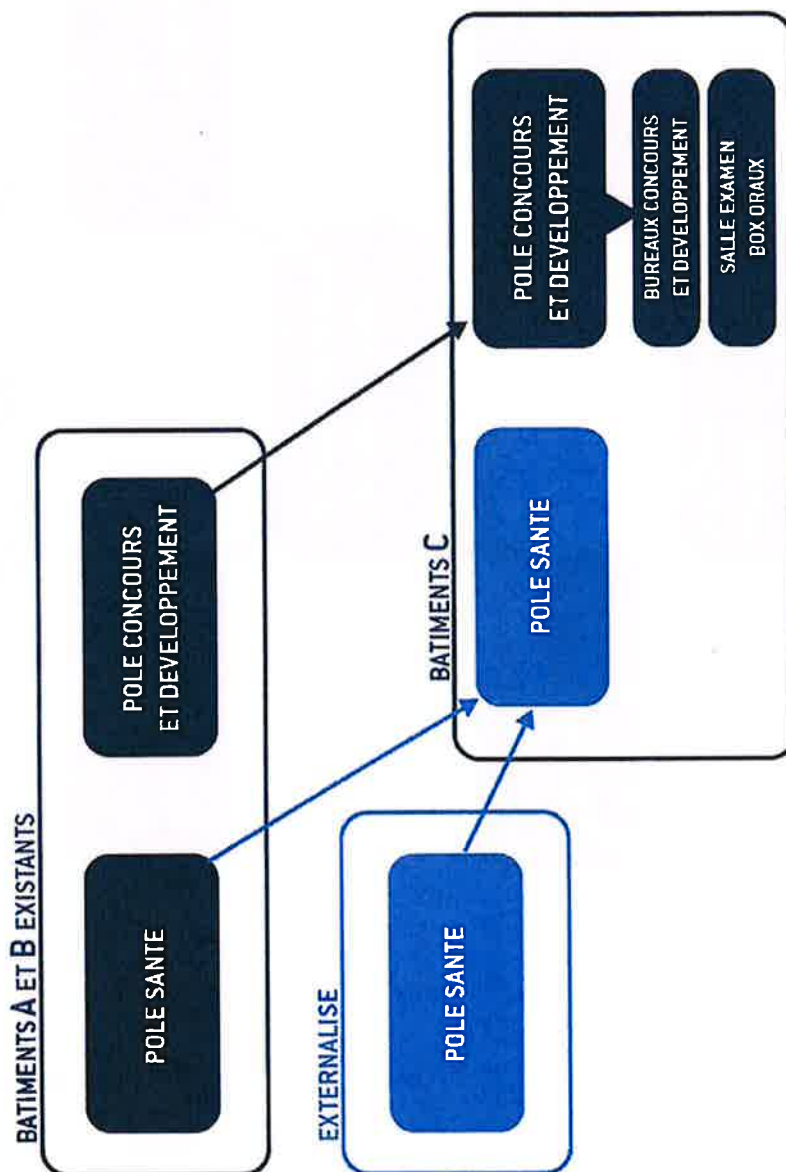 BATIMENTS A ET B EXISTANTS
POLE SANTE
POLE CONCOURS
ET DEVELOPPEMENT
EXTERNALISE
POLE SANTE
BATIMENTS C
POLE SANTE
POLE CONCOURS
ET DEVELOPPEMENT
BUREAUX CONCOURS
ET DEVELOPPEMENT
SALLE EXAMEN
BOX ORAUX